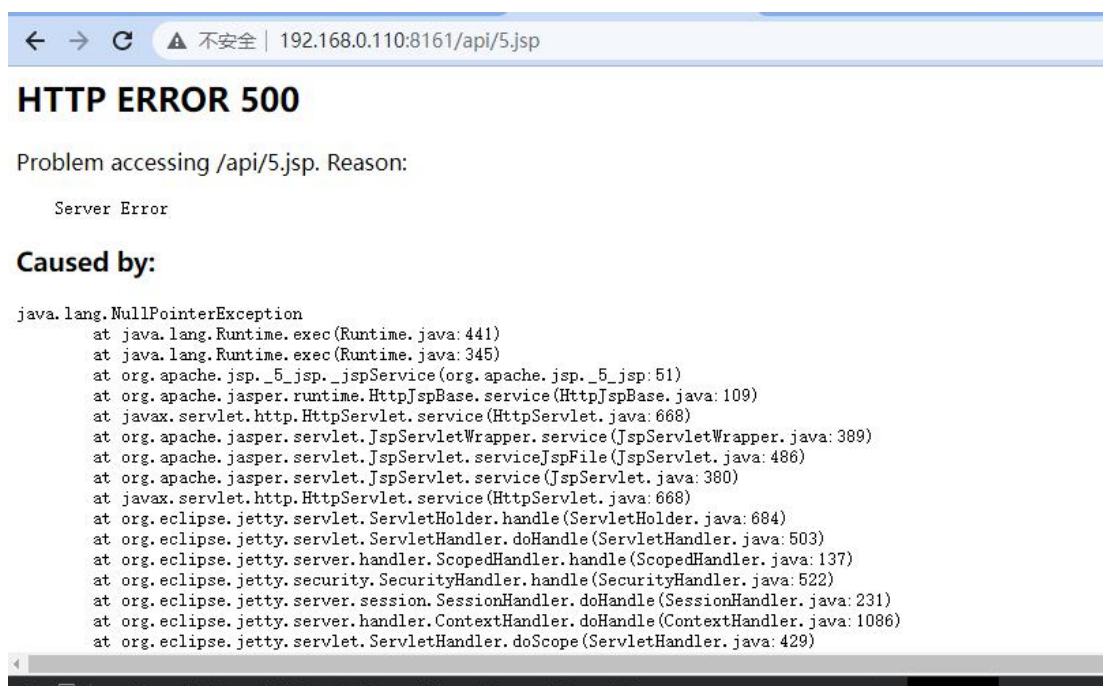 不安全 | 192.168.0.110:8161/api/5.jsp
HTTP ERROR 500
Problem accessing /api/5.jsp. Reason:
Server Error
Caused by:
java.lang.NullPointerException
at java.lang.Runtime.exec(Runtime.java:441)
at java.lang.Runtime.exec(Runtime.java:345)
at org.apache.jsp._5_jsp._jspService(org.apache.jsp._5_jsp:51)
at org.apache.jasper.runtime.HttpJspBase.service(HttpJspBase.java:109)
at javax.servlet.http.HttpServlet.service(HttpServlet.java:668)
at org.apache.jasper.servlet.JspServletWrapper.service(JspServletWrapper.java:389)
at org.apache.jasper.servlet.JspServlet.serviceJspFile(JspServlet.java:486)
at org.apache.jasper.servlet.JspServlet.service(JspServlet.java:380)
at javax.servlet.http.HttpServlet.service(HttpServlet.java:668)
at org.eclipse.jetty.servlet.ServletHolder.handle(ServletHolder.java:684)
at org.eclipse.jetty.servlet.ServletHandler.doHandle(ServletHandler.java:503)
at org.eclipse.jetty.server.handler.ScopedHandler.handle(ScopedHandler.java:137)
at org.eclipse.jetty.security.SecurityHandler.handle(SecurityHandler.java:522)
at org.eclipse.jetty.server.session.SessionHandler.doHandle(SessionHandler.java:231)
at org.eclipse.jetty.server.handler.ContextHandler.doHandle(ContextHandler.java:1086)
at org.eclipse.jetty.servlet.ServletHandler.doScope(ServletHandler.java:429)